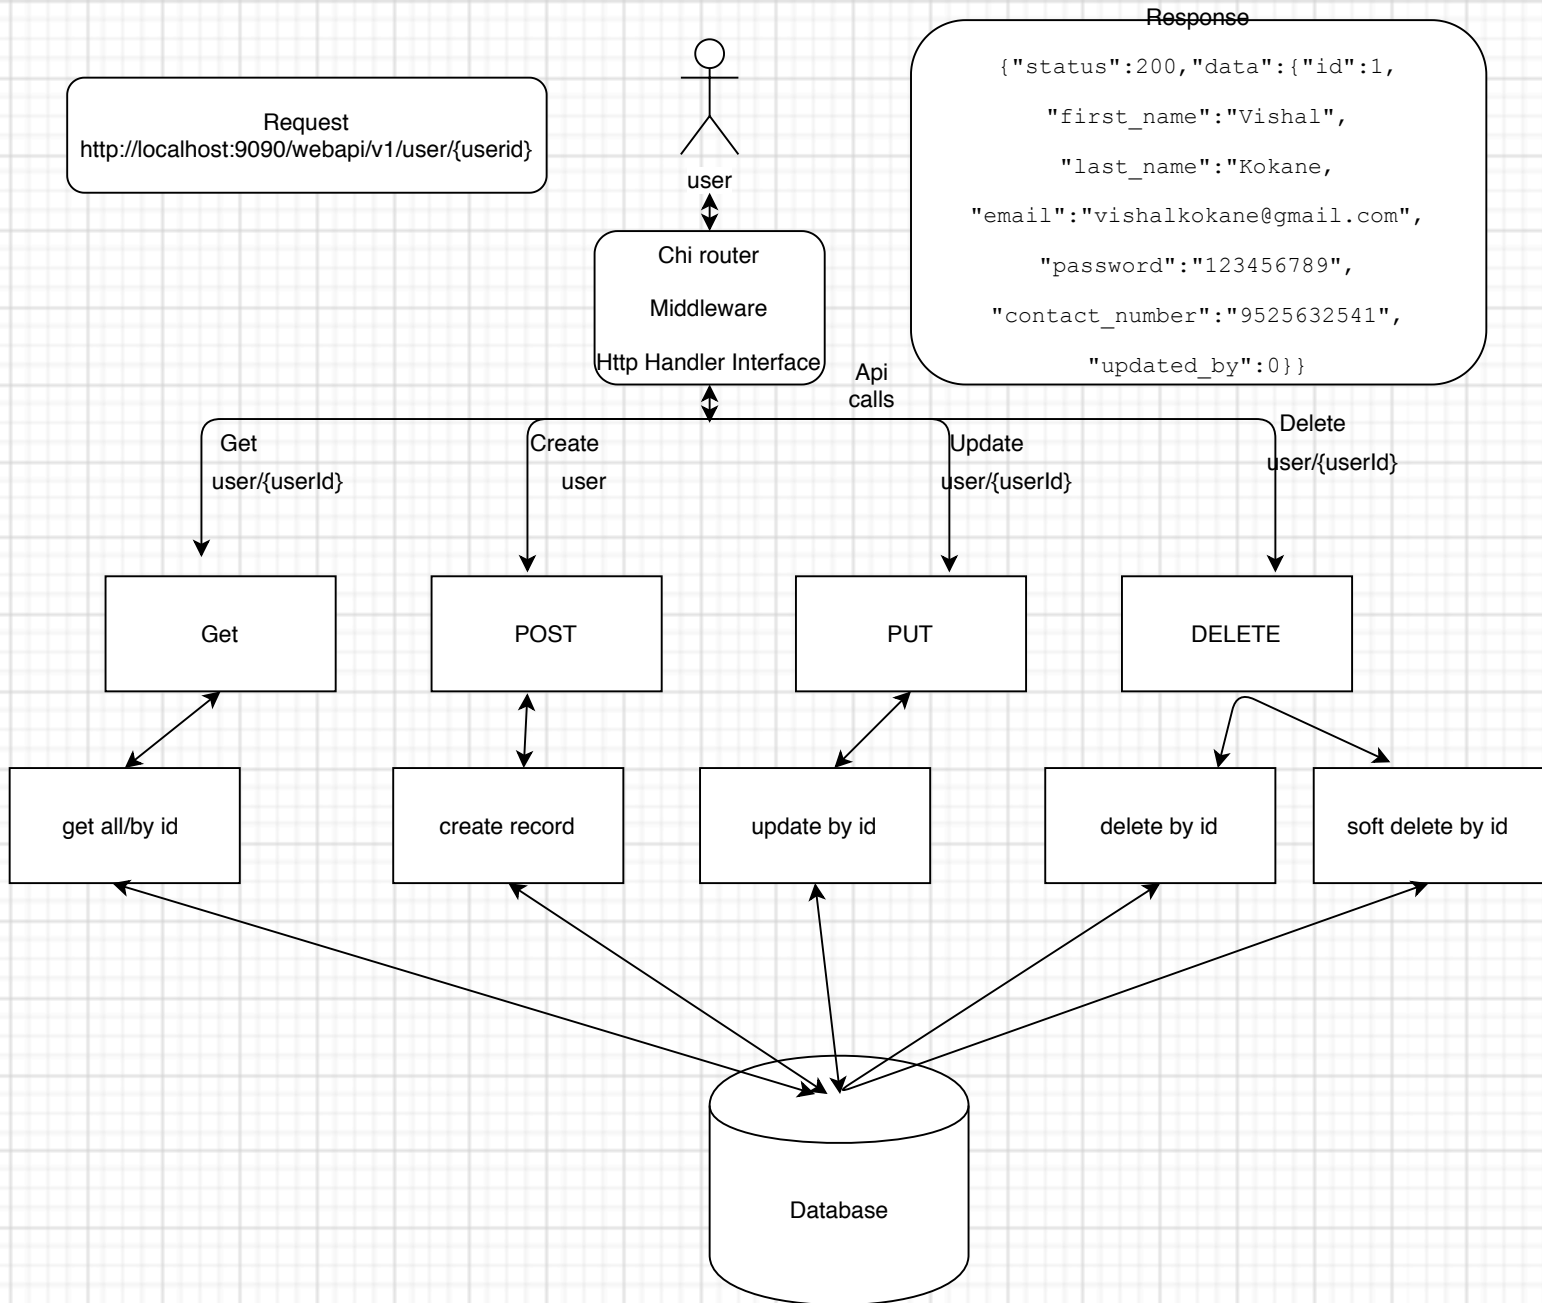 Response
{"status":200,"data":{"id":1,
"first_name":"Vishal",
"last_name":"Kokane,
"email":"vishalkokane@gmail.com",
"password":"123456789",
"contact_number":"9525632541",
"updated_by":0}}
Request
http://localhost:9090/webapi/v1/user/{userid}
user
Chi router
Middleware
Http Handler Interface
Api
calls
Get
user/{userId}
Create
user
Update
user/{userId}
Delete
user/{userId}
Get
POST
PUT
DELETE
get all/by id
create record
update by id
delete by id
soft delete by id
Database